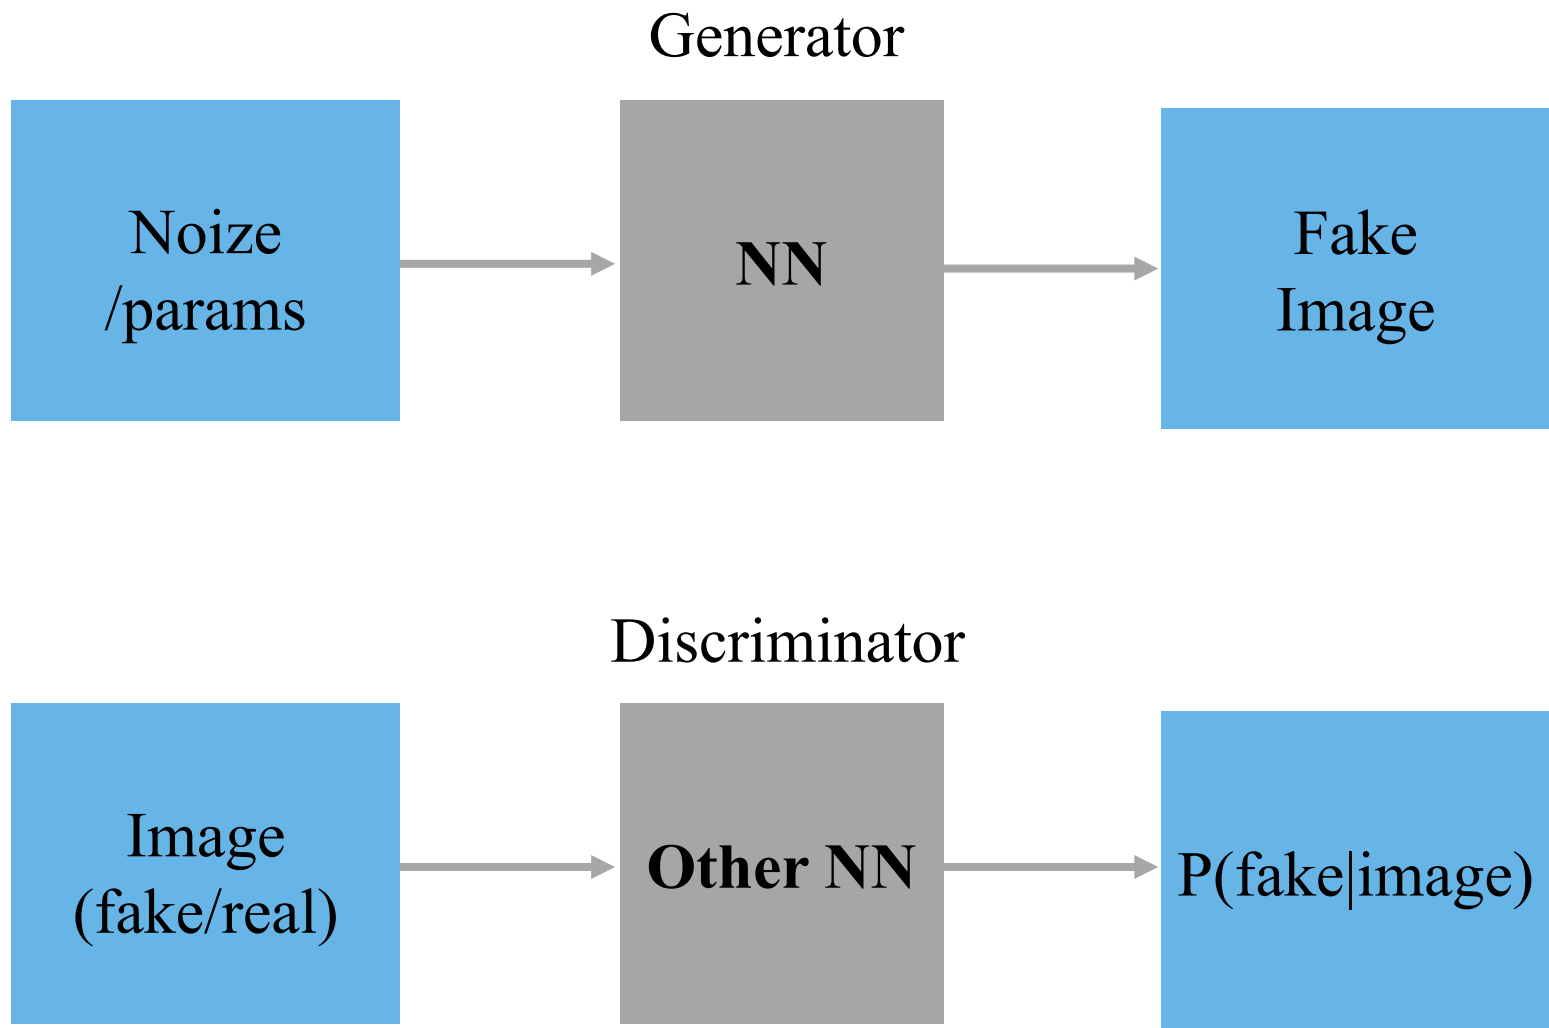 Generator
Noize
/params
NN
Fake
Image
Discriminator
Image
(fake/real)
Other NN
P(fake|image)